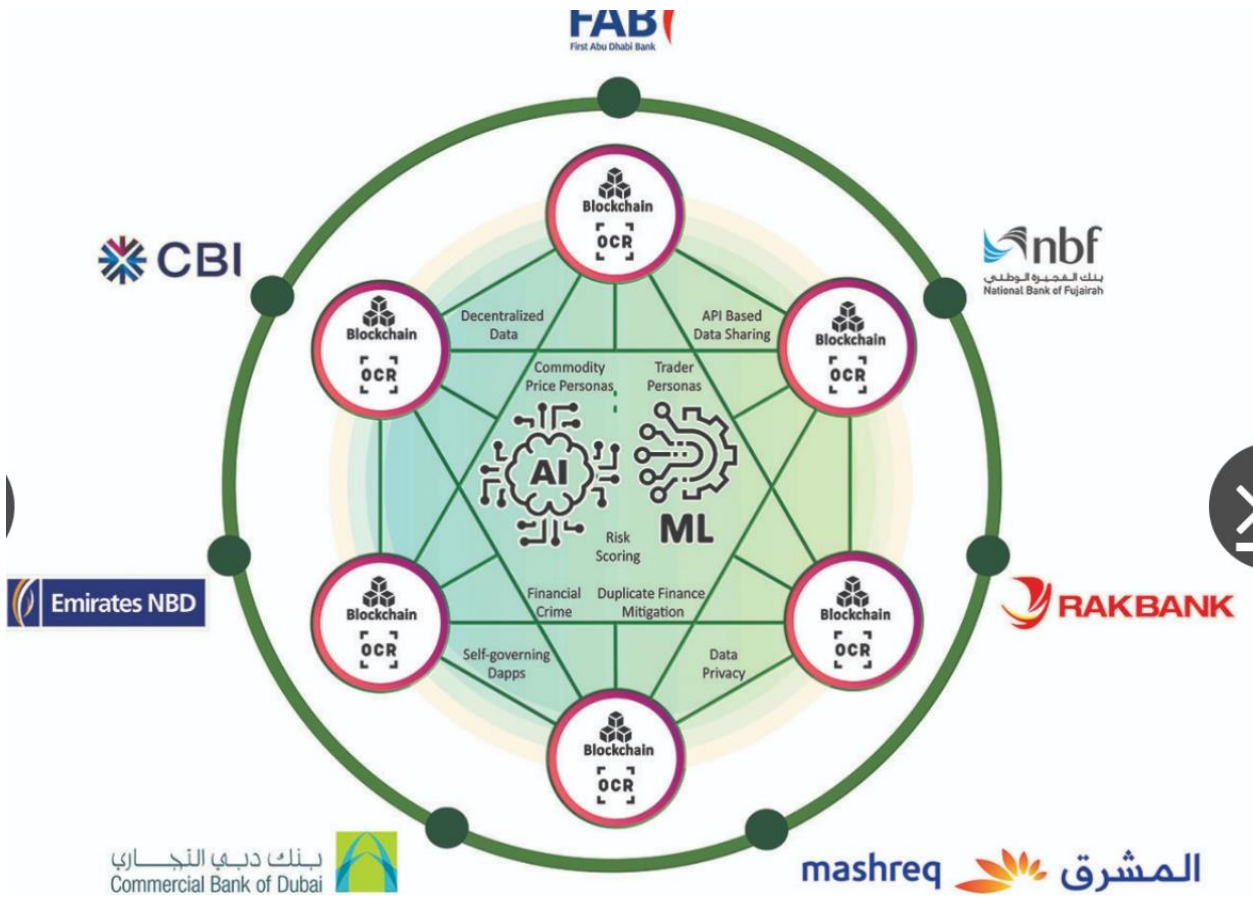 FAB
First Abu Dhabi Bank
Blockchain
OCR
CBI
nbf
بنك الفجيرة الوطني
National Bank of Fujairah
Blockchain
OCR
Decentralized
Data
API Based
Data Sharing
Blockchain
OCR
Commodity
Price Personas
Trader
Personas
AI
ML
Risk
Scoring
Emirates NBD
Blockchain
OCR
Financial
Crime
Duplicate Finance
Mitigation
Blockchain
OCR
RAKBANK
Self-governing
Dapps
Data
Privacy
Blockchain
OCR
بنك دبي التجاري
Commercial Bank of Dubai
mashreq المشرق